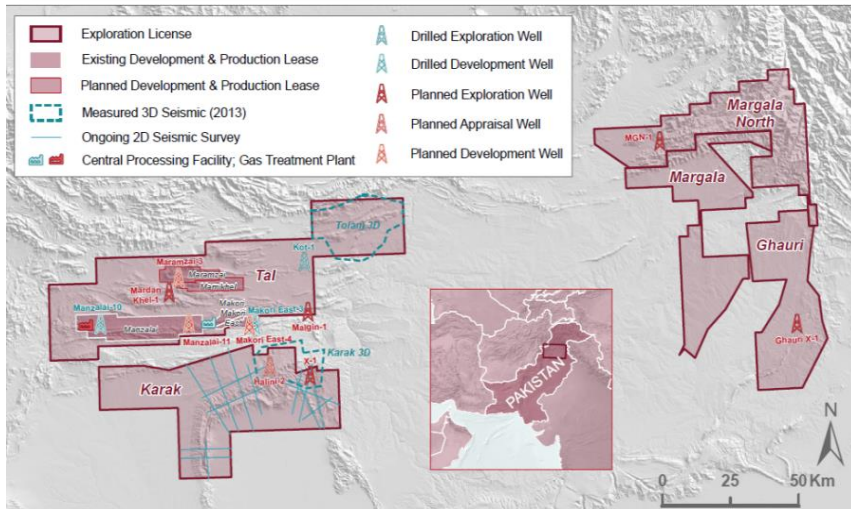 Exploration License
Existing Development & Production Lease
Planned Development & Production Lease
Measured 3D Seismic (2013)
Ongoing 2D Seismic Survey
Central Processing Facility; Gas Treatment Plant
Drilled Exploration Well
Drilled Development Well
Planned Exploration Well
Planned Appraisal Well
Planned Development Well
Margala
North
MGN-1
Margala
Ghauri
Ghauri X-1
Tolanj 3D
Kot-1
Tal
Maramzai-3
Maramzai
Mamikhel
Mardan
Khel-1
Manzalai-10
Manzalai
Manzalai-11
Makori
Makori
East
Makori East-3
Makori East-4
Malgin-1
Karak 3D
Halini-2
X-1
Karak
PAKISTAN
N
0 25 50 Km